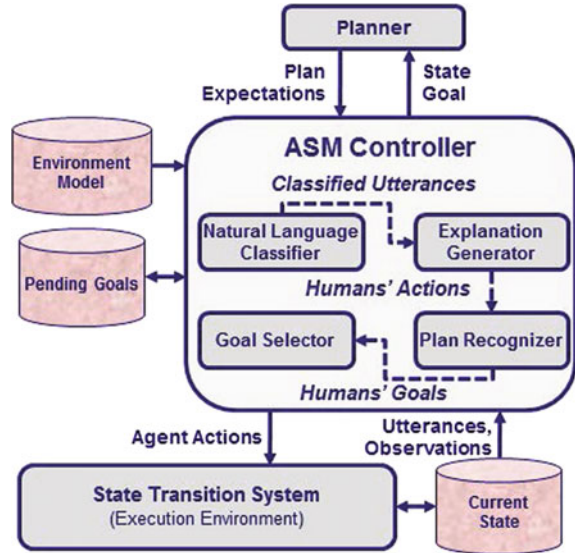 Planner
Plan
Expectations
State
Goal
Environment
Model
Pending Goals
ASM Controller
Classified Utterances
Natural Language
Classifier
Explanation
Generator
Humans' Actions
Goal Selector
Plan Recognizer
Humans' Goals
Agent Actions
Utterances,
Observations
State Transition System
(Execution Environment)
Current
State